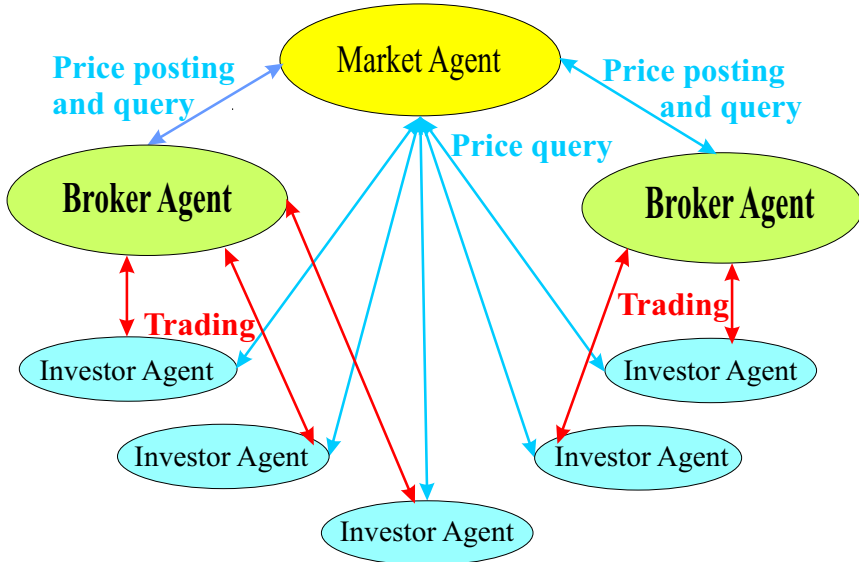 Market Agent
Price posting
and query
Price posting
and query
Price query
Broker Agent
Broker Agent
Trading
Trading
Investor Agent
Investor Agent
Investor Agent
Investor Agent
Investor Agent